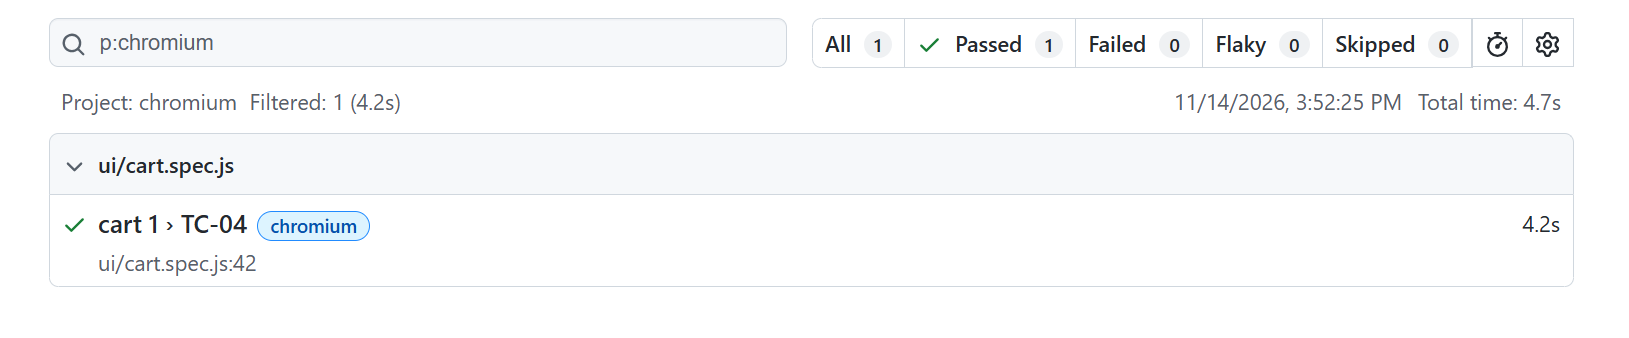 p:chromium
All 1 Passed 1 Failed 0 Flaky 0 Skipped 0
Project: chromium Filtered: 1 (4.2s)
11/14/2026, 3:52:25 PM Total time: 4.7s
ui/cart.spec.js
cart 1 › TC-04 chromium 4.2s
ui/cart.spec.js:42